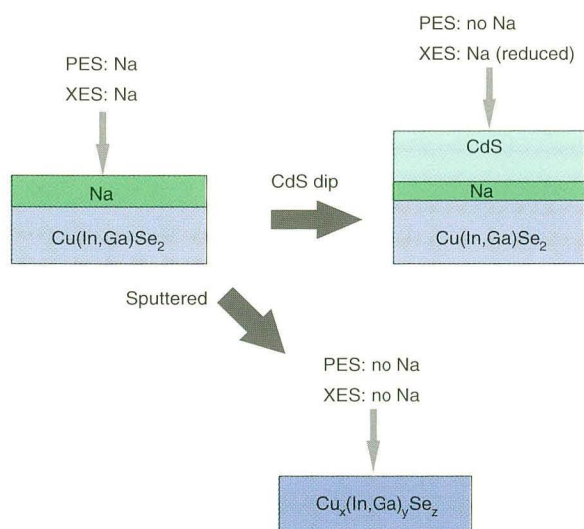 PES: Na
XES: Na
Na
Cu(In,Ga)Se₂
CdS dip
PES: no Na
XES: Na (reduced)
CdS
Na
Cu(In,Ga)Se₂
Sputtered
PES: no Na
XES: no Na
Cuₓ(In,Ga)ᵧSe_z